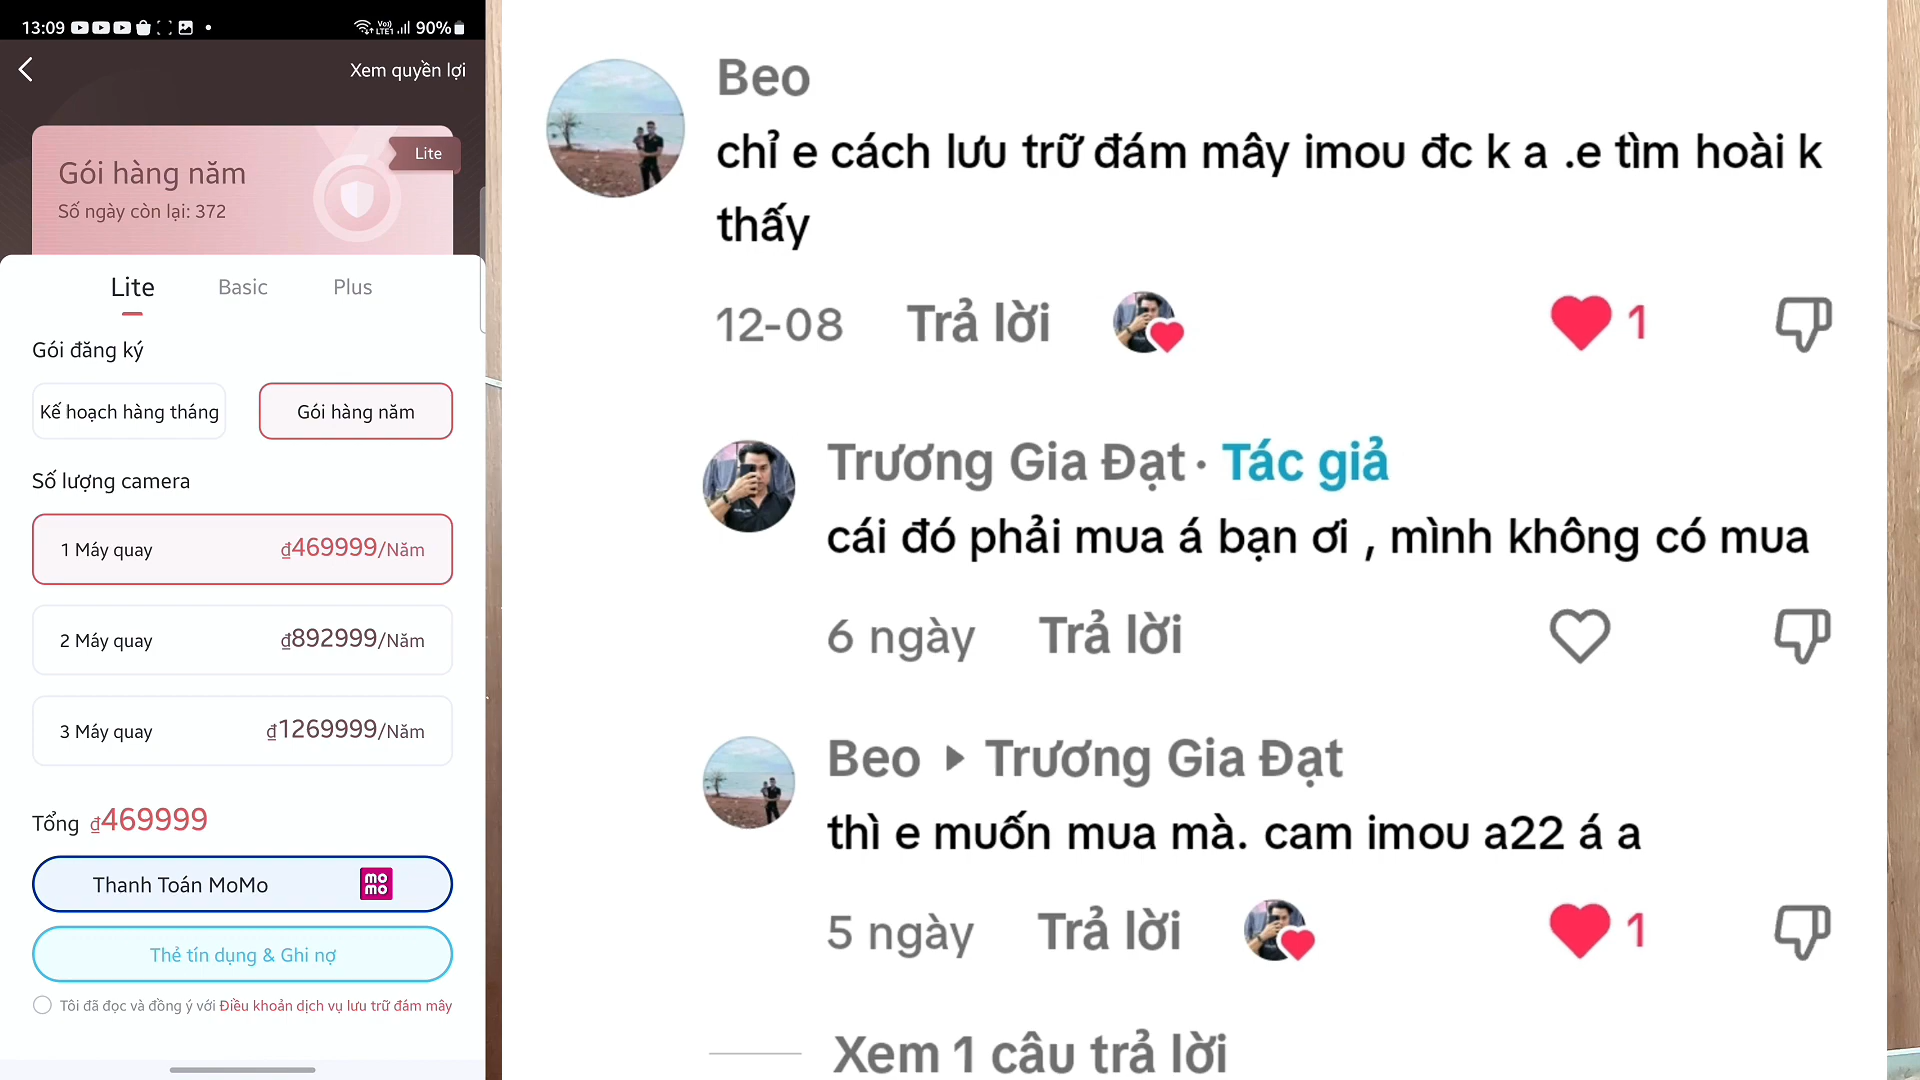 13:09
Vo)) LTE1 90%
Xem quyền lợi
Lite
Gói hàng năm
Số ngày còn lại: 372
Lite Basic Plus
Gói đăng ký
Kế hoạch hàng tháng Gói hàng năm
Số lượng camera
1 Máy quay ₫469999/Năm
2 Máy quay ₫892999/Năm
3 Máy quay ₫1269999/Năm
Tổng ₫469999
Thanh Toán MoMo mo mo
Thẻ tín dụng & Ghi nợ
Tôi đã đọc và đồng ý với Điều khoản dịch vụ lưu trữ đám mây
Beo
chỉ e cách lưu trữ đám mây imou đc k a .e tìm hoài k
thấy
12-08 Trả lời 1
Trương Gia Đạt · Tác giả
cái đó phải mua á bạn ơi , mình không có mua
6 ngày Trả lời
Beo ▸ Trương Gia Đạt
thì e muốn mua mà. cam imou a22 á a
5 ngày Trả lời 1
Xem 1 câu trả lời